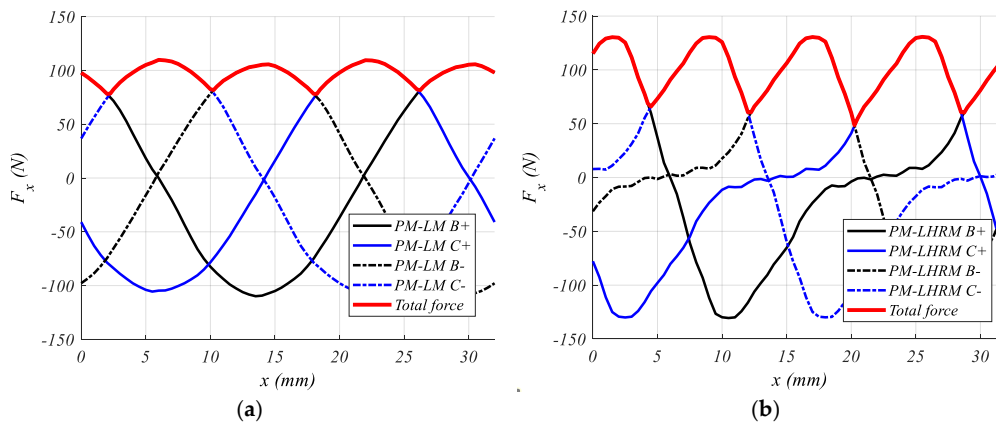 150
100
50
0
-50
-100
-150
F_x (N)
0 5 10 15 20 25 30
x (mm)
PM-LM B+
PM-LM C+
PM-LM B-
PM-LM C-
Total force
(a)
150
100
50
0
-50
-100
-150
F_x (N)
0 5 10 15 20 25 30
x (mm)
PM-LHRM B+
PM-LHRM C+
PM-LHRM B-
PM-LHRM C-
Total force
(b)